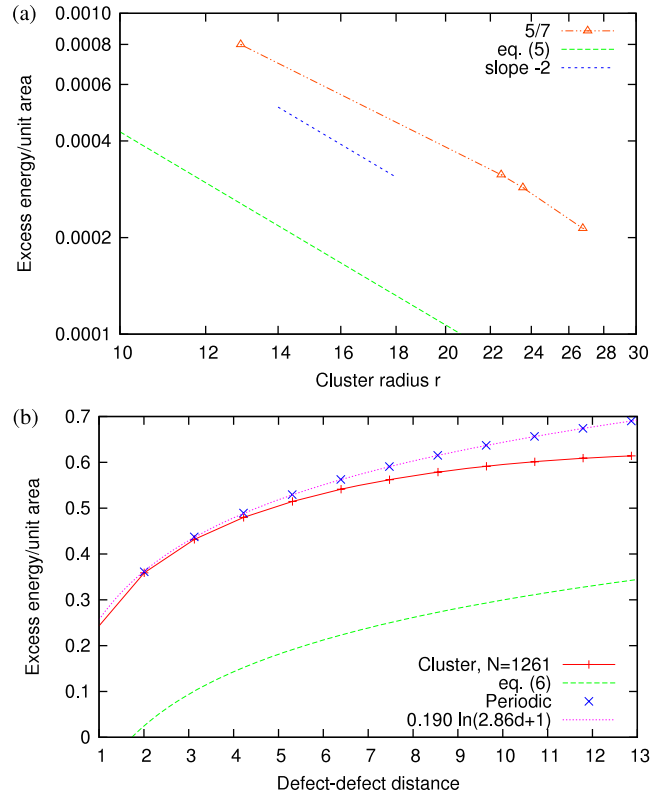 (a)
0.0010
0.0008
0.0006
0.0004
0.0002
0.0001
Excess energy/unit area
5/7
eq. (5)
slope -2
10 12 14 16 18 20 22 24 26 28 30
Cluster radius r
(b)
0.7
0.6
0.5
0.4
0.3
0.2
0.1
0
Excess energy/unit area
Cluster, N=1261
eq. (6)
Periodic
0.190 ln(2.86d+1)
1 2 3 4 5 6 7 8 9 10 11 12 13
Defect-defect distance